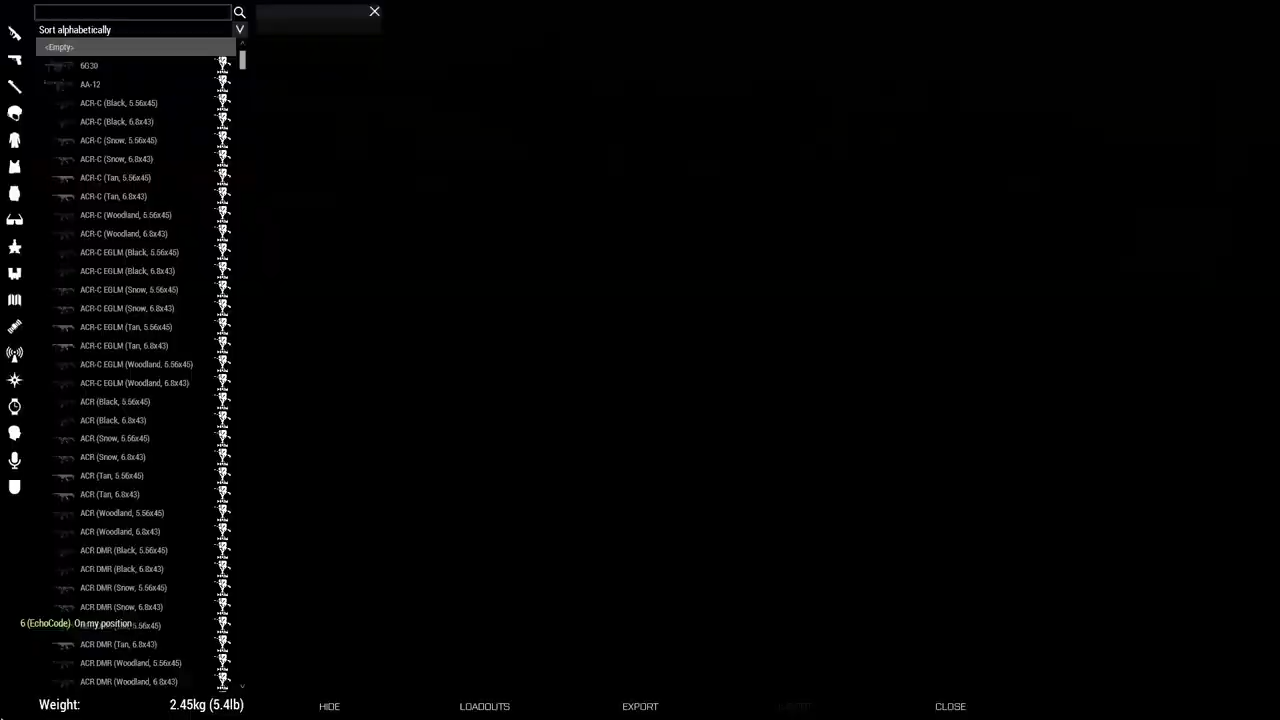 Sort alphabetically
<Empty>
6G30
AA-12
ACR-C (Black, 5.56x45)
ACR-C (Black, 6.8x43)
ACR-C (Snow, 5.56x45)
ACR-C (Snow, 6.8x43)
ACR-C (Tan, 5.56x45)
ACR-C (Tan, 6.8x43)
ACR-C (Woodland, 5.56x45)
ACR-C (Woodland, 6.8x43)
ACR-C EGLM (Black, 5.56x45)
ACR-C EGLM (Black, 6.8x43)
ACR-C EGLM (Snow, 5.56x45)
ACR-C EGLM (Snow, 6.8x43)
ACR-C EGLM (Tan, 5.56x45)
ACR-C EGLM (Tan, 6.8x43)
ACR-C EGLM (Woodland, 5.56x45)
ACR-C EGLM (Woodland, 6.8x43)
ACR (Black, 5.56x45)
ACR (Black, 6.8x43)
ACR (Snow, 5.56x45)
ACR (Snow, 6.8x43)
ACR (Tan, 5.56x45)
ACR (Tan, 6.8x43)
ACR (Woodland, 5.56x45)
ACR (Woodland, 6.8x43)
ACR DMR (Black, 5.56x45)
ACR DMR (Black, 6.8x43)
ACR DMR (Snow, 5.56x45)
ACR DMR (Snow, 6.8x43)
6 (EchoCode) On my position
5.56x45)
ACR DMR (Tan, 6.8x43)
ACR DMR (Woodland, 5.56x45)
ACR DMR (Woodland, 6.8x43)
Weight: 2.45kg (5.4lb)
HIDE LOADOUTS EXPORT CLOSE